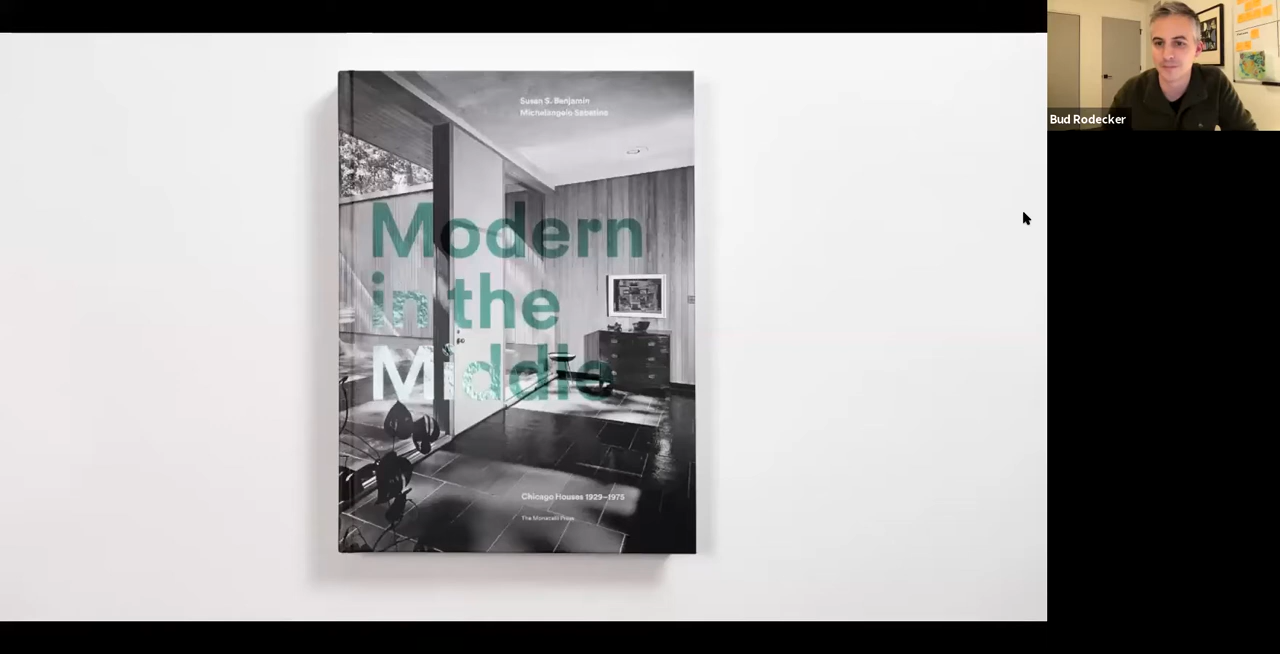 Susan S. Benjamin
Michelangelo Sabatino
Modern
in the
Middle
Chicago Houses 1929–1975
The Monacelli Press
Bud Rodecker